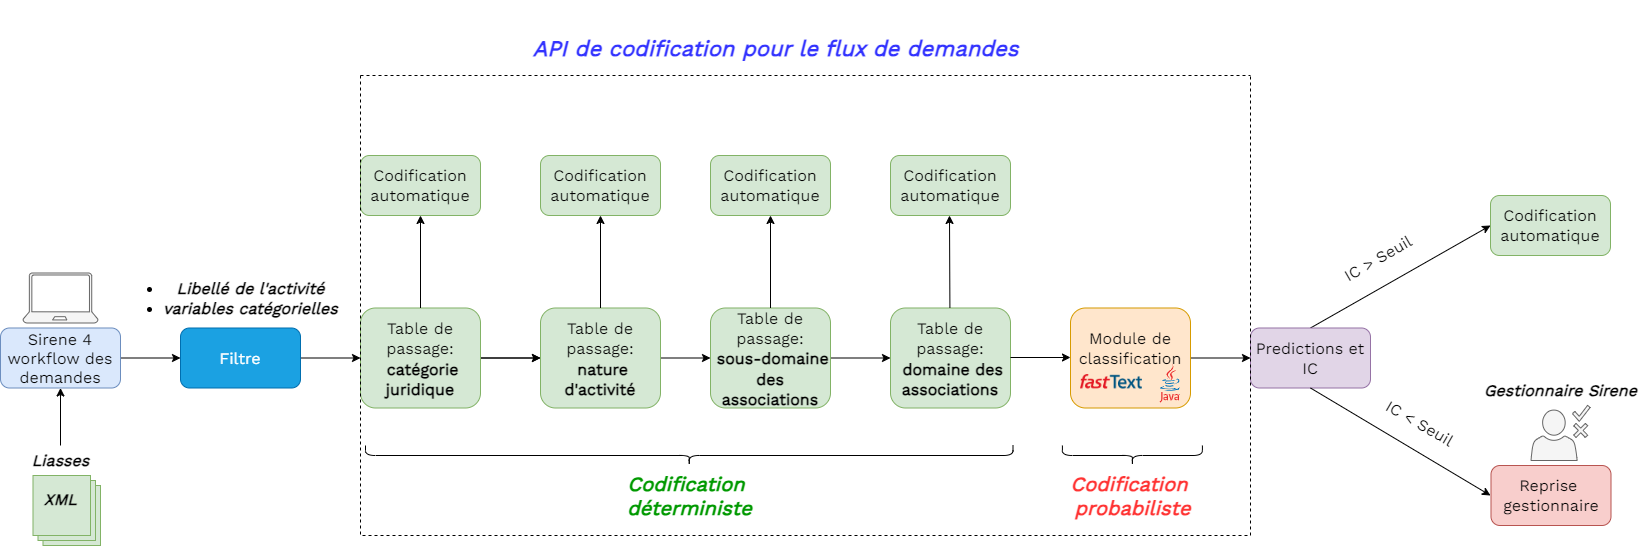 API de codification pour le flux de demandes
Codification
automatique
Codification
automatique
Codification
automatique
Codification
automatique
Codification
automatique
IC > Seuil
• Libellé de l'activité
• variables catégorielles
Sirene 4
workflow des
demandes
Filtre
Table de
passage:
catégorie
juridique
Table de
passage:
nature
d'activité
Table de
passage:
sous-domaine
des
associations
Table de
passage:
domaine des
associations
Module de
classification
fastText
Java
Predictions et
IC
IC < Seuil
Gestionnaire Sirene
Reprise
gestionnaire
Liasses
XML
Codification
déterministe
Codification
probabiliste